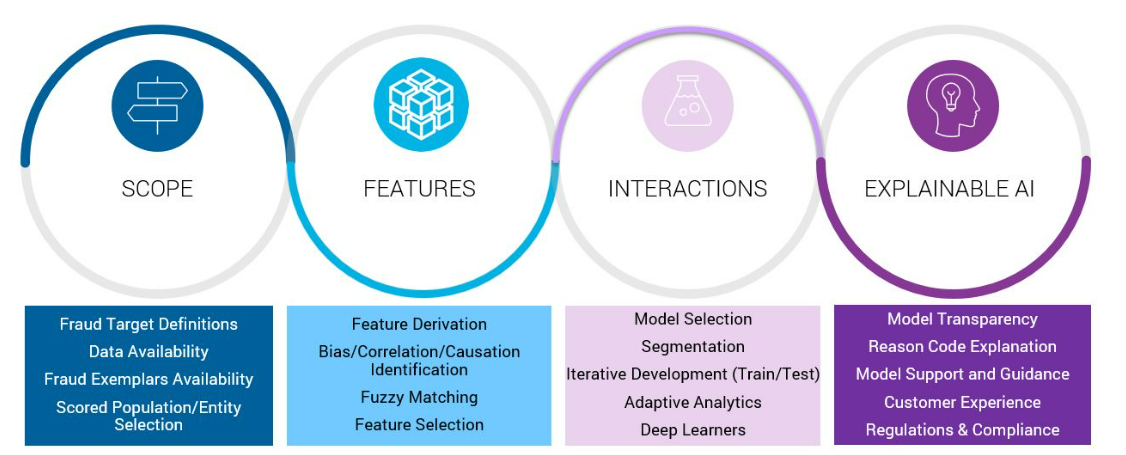 SCOPE
FEATURES
INTERACTIONS
EXPLAINABLE AI
Fraud Target Definitions
Data Availability
Fraud Exemplars Availability
Scored Population/Entity
Selection
Feature Derivation
Bias/Correlation/Causation
Identification
Fuzzy Matching
Feature Selection
Model Selection
Segmentation
Iterative Development (Train/Test)
Adaptive Analytics
Deep Learners
Model Transparency
Reason Code Explanation
Model Support and Guidance
Customer Experience
Regulations & Compliance